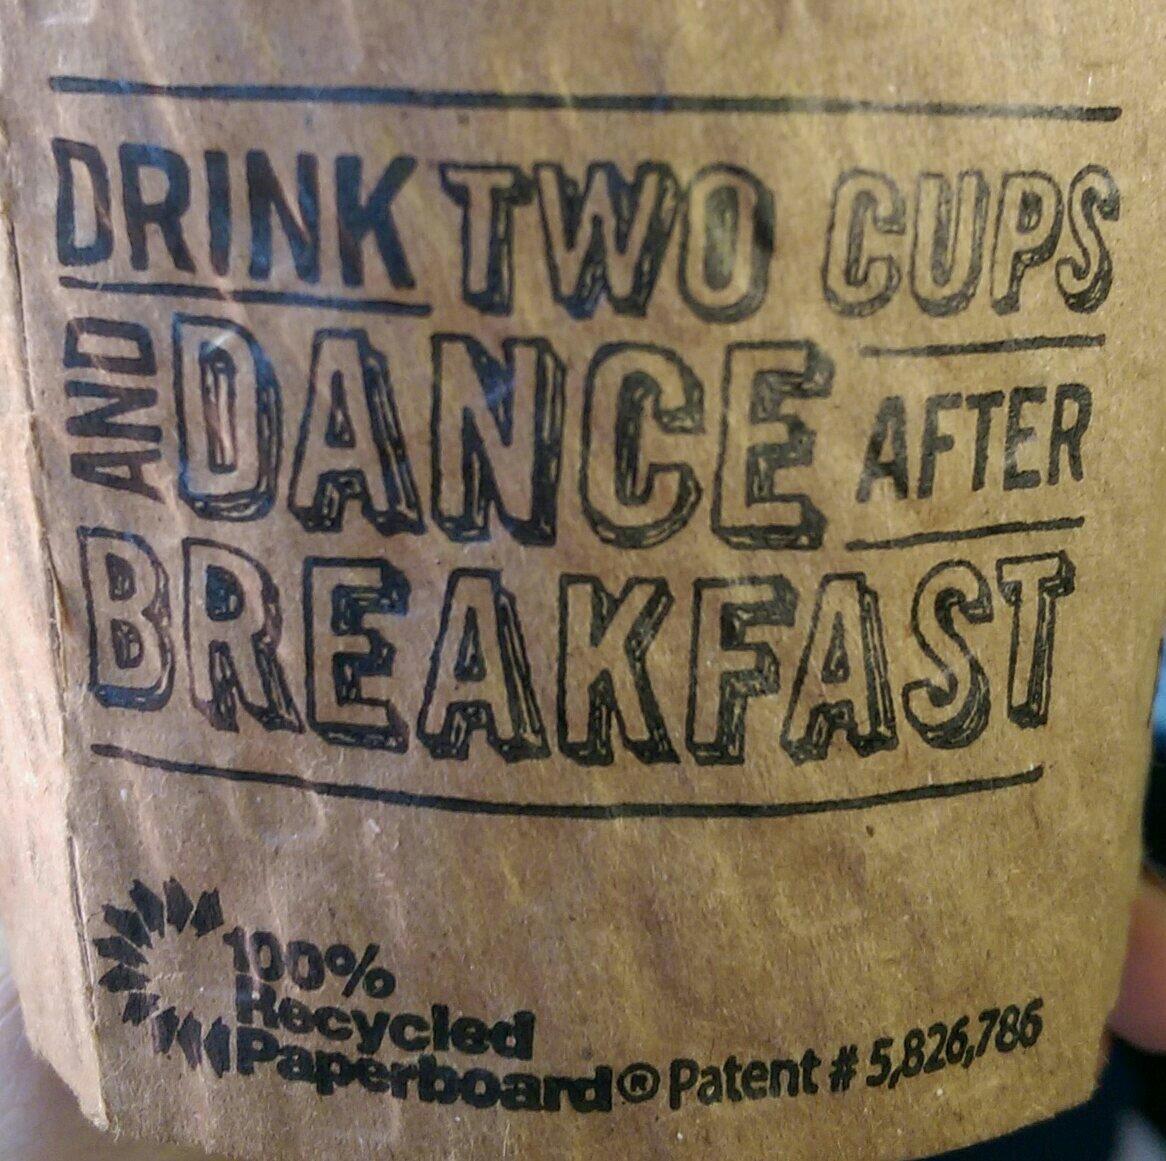 DRINK TWO CUPS
AND DANCE AFTER
BREAKFAST
100%
Recycled
Paperboard® Patent # 5,826,786